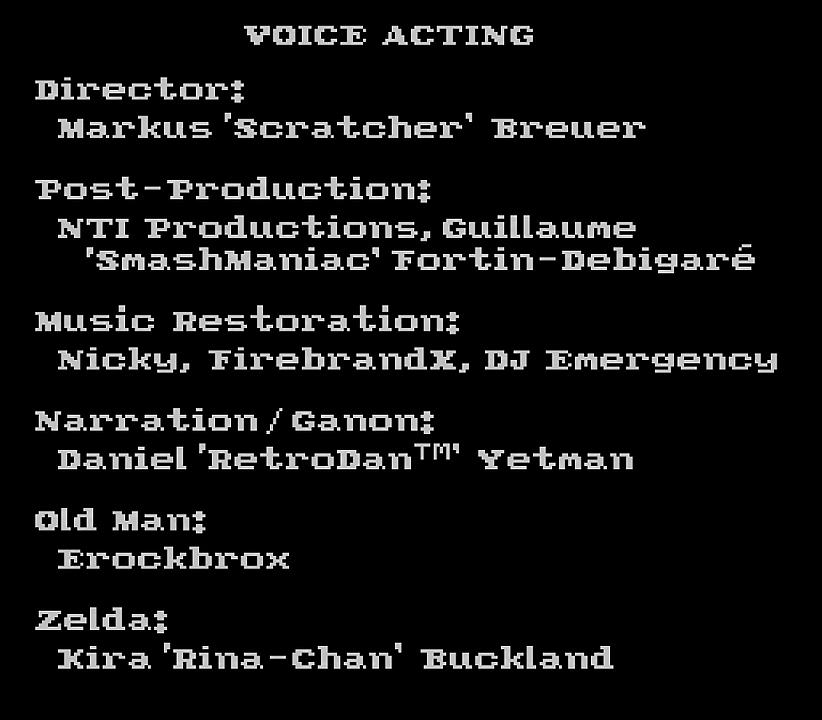 VOICE ACTING
Director:
Markus 'Scratcher' Breuer
Post-Production:
NTI Productions, Guillaume
'SmashManiac' Fortin-Debigaré
Music Restoration:
Nicky, FirebrandX, DJ Emergency
Narration/Ganon:
Daniel 'RetroDan™' Yetman
Old Man:
Erockbrox
Zelda:
Kira 'Rina-Chan' Buckland